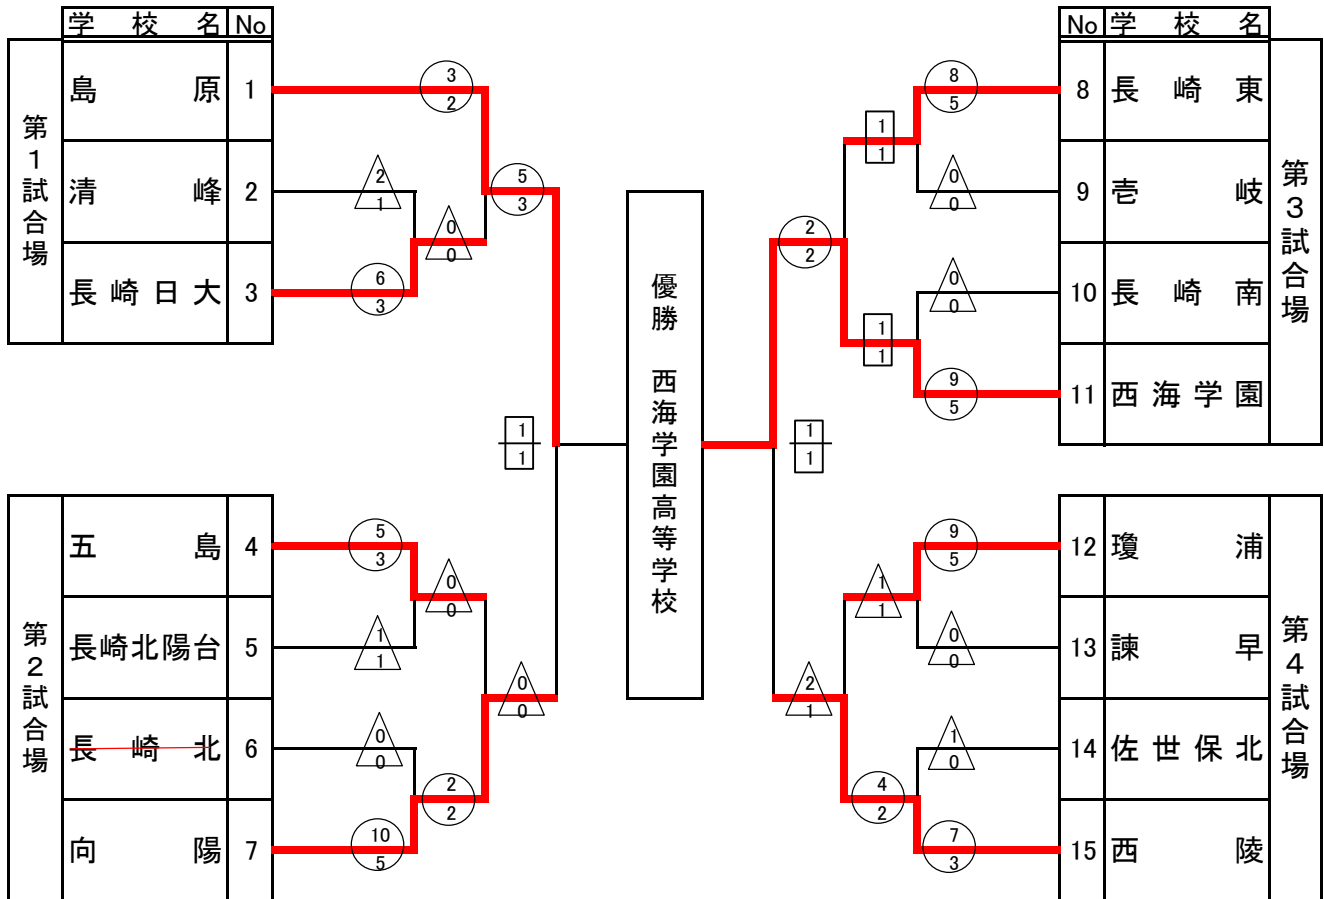 学校名 No
第1試合場
島原 1
3
2
清峰 2
2
1
5
3
0
0
長崎日大 3
6
3
1
1
第2試合場
五島 4
5
3
0
0
長崎北陽台 5
1
1
0
0
長崎北 6
0
0
2
2
向陽 7
10
5
優勝 西海学園高等学校
No 学校名
第3試合場
8 長崎東
8
5
1
1
9 壱岐
0
0
2
2
10 長崎南
0
0
1
1
11 西海学園
9
5
1
1
第4試合場
12 瓊浦
9
5
1
1
13 諫早
0
0
2
1
14 佐世保北
1
0
4
2
15 西陵
7
3